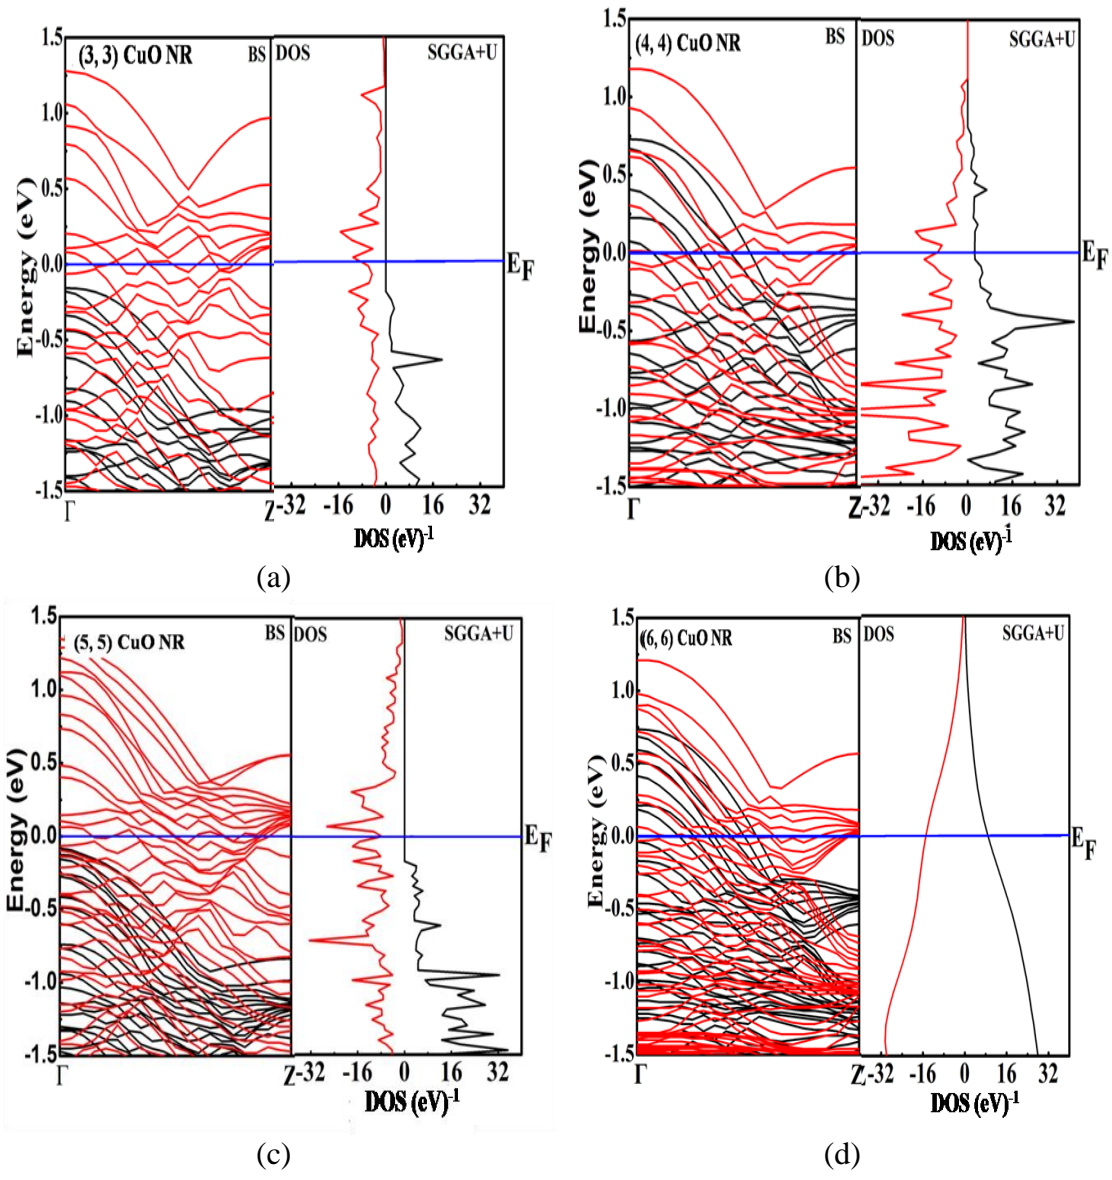 (3, 3) CuO NR
BS
DOS
SGGA+U
1.5
1.0
0.5
0.0
-0.5
-1.0
-1.5
Energy (eV)
E_F
Γ
Z
-32 -16 0 16 32
DOS (eV)^-1
(a)
(4, 4) CuO NR
BS
DOS
SGGA+U
1.5
1.0
0.5
0.0
-0.5
-1.0
-1.5
Energy (eV)
E_F
Γ
Z
-32 -16 0 16 32
DOS (eV)^-1
(b)
(5, 5) CuO NR
BS
DOS
SGGA+U
1.5
1.0
0.5
0.0
-0.5
-1.0
-1.5
Energy (eV)
E_F
Γ
Z
-32 -16 0 16 32
DOS (eV)^-1
(c)
(6, 6) CuO NR
BS
DOS
SGGA+U
1.5
1.0
0.5
0.0
-0.5
-1.0
-1.5
Energy (eV)
E_F
Γ
Z
-32 -16 0 16 32
DOS (eV)^-1
(d)